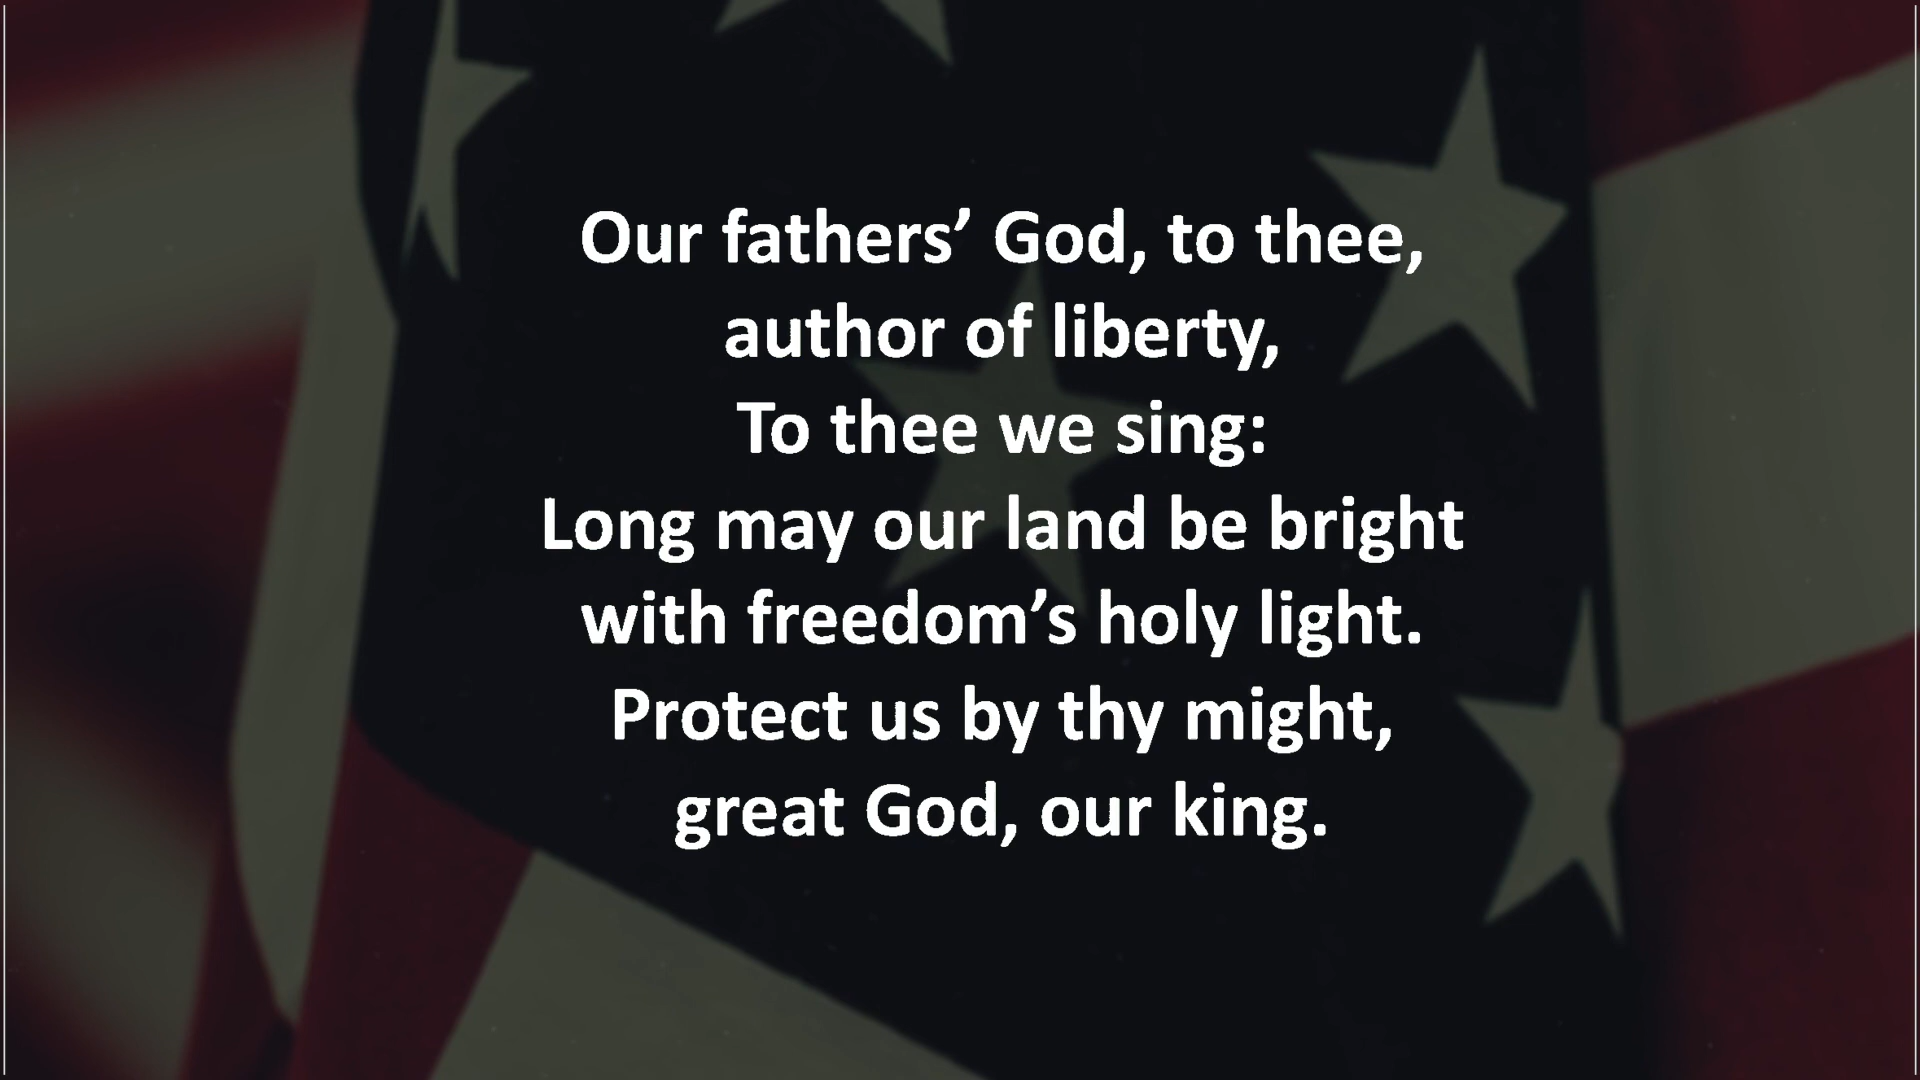 Our fathers’ God, to thee,
author of liberty,
To thee we sing:
Long may our land be bright
with freedom’s holy light.
Protect us by thy might,
great God, our king.